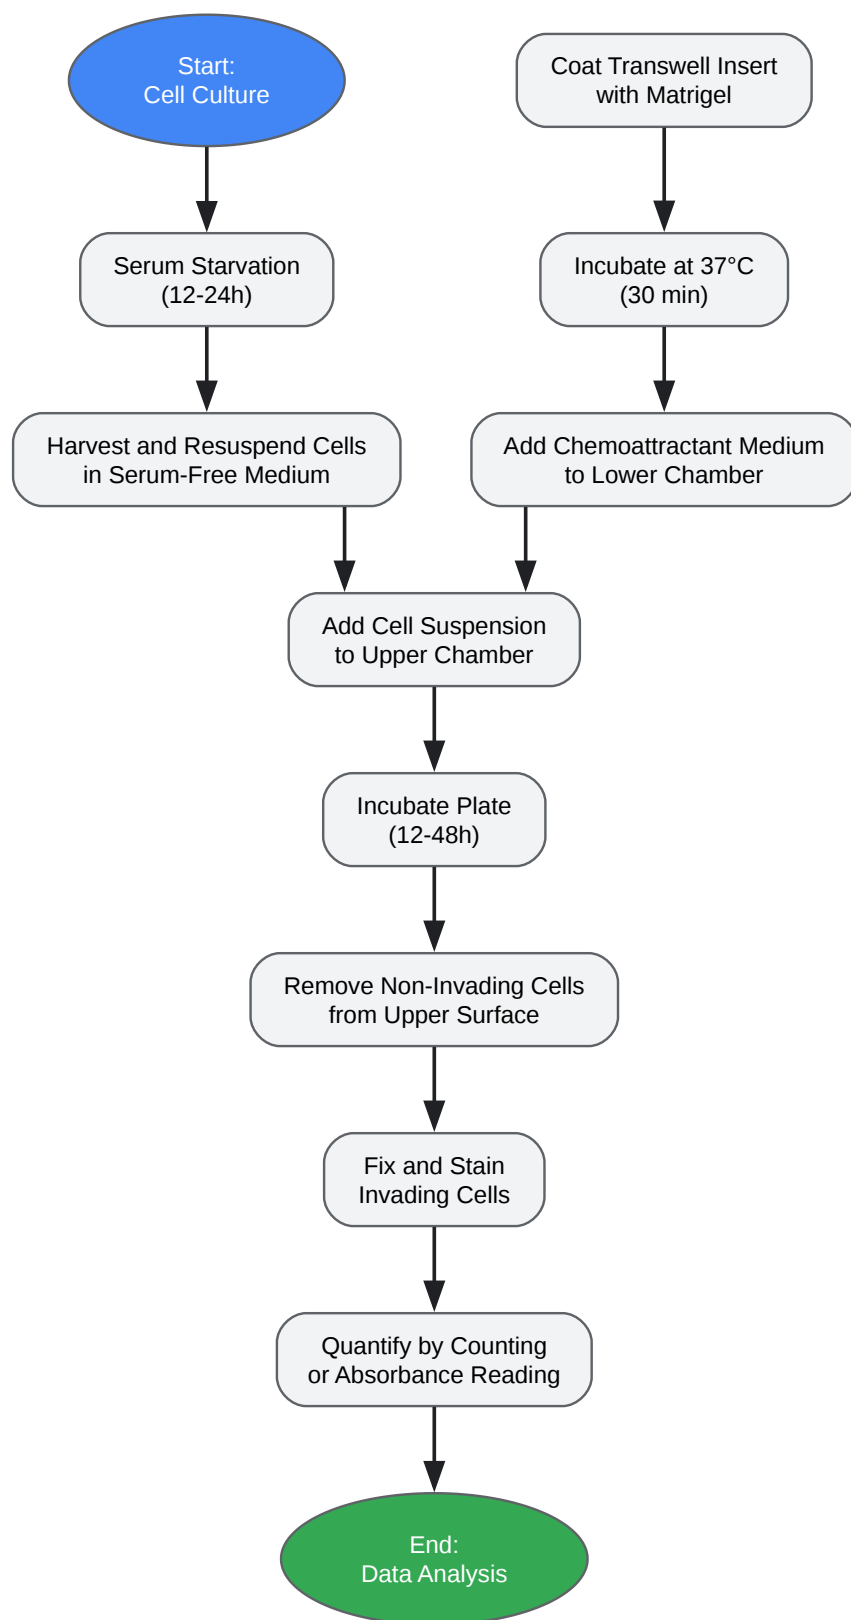 Start:
Cell Culture
Coat Transwell Insert
with Matrigel
Serum Starvation
(12-24h)
Incubate at 37°C
(30 min)
Harvest and Resuspend Cells
in Serum-Free Medium
Add Chemoattractant Medium
to Lower Chamber
Add Cell Suspension
to Upper Chamber
Incubate Plate
(12-48h)
Remove Non-Invading Cells
from Upper Surface
Fix and Stain
Invading Cells
Quantify by Counting
or Absorbance Reading
End:
Data Analysis